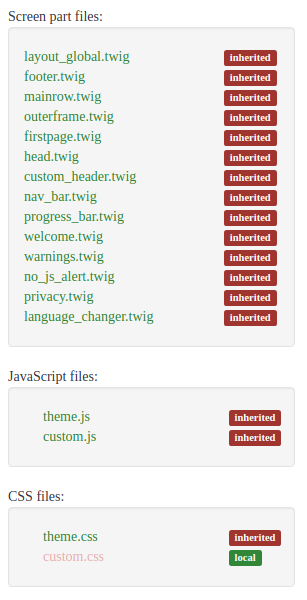 Screen part files:
layout_global.twig inherited
footer.twig inherited
mainrow.twig inherited
outerframe.twig inherited
firstpage.twig inherited
head.twig inherited
custom_header.twig inherited
nav_bar.twig inherited
progress_bar.twig inherited
welcome.twig inherited
warnings.twig inherited
no_js_alert.twig inherited
privacy.twig inherited
language_changer.twig inherited
JavaScript files:
theme.js inherited
custom.js inherited
CSS files:
theme.css inherited
custom.css local